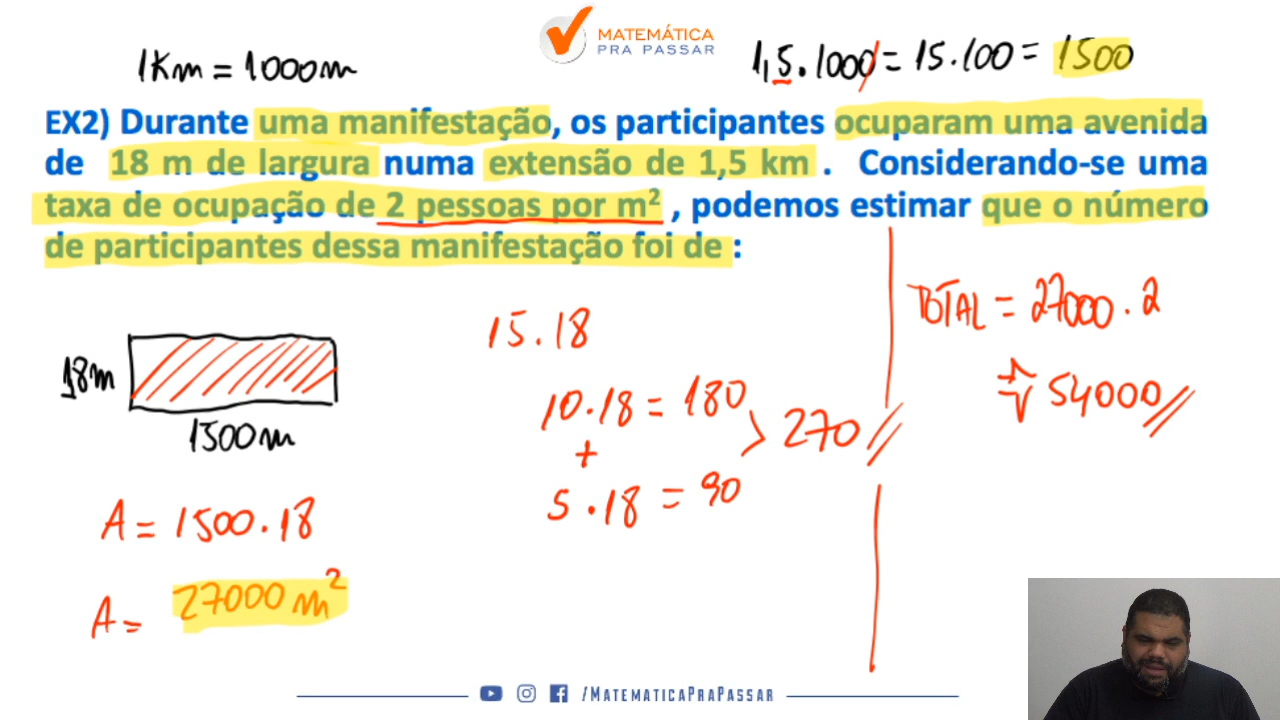 MATEMÁTICA
PRA PASSAR
1Km = 1000m
1,5.1000 = 15.100 = 1500
EX2) Durante uma manifestação, os participantes ocuparam uma avenida
de 18 m de largura numa extensão de 1,5 km . Considerando-se uma
taxa de ocupação de 2 pessoas por m² , podemos estimar que o número
de participantes dessa manifestação foi de :
18m
1500m
A = 1500.18
A = 27000 m²
15.18
10.18 = 180
+
5.18 = 90
> 270 //
TOTAL = 27000.2
54000 //
/MATEMATICAPRAPASSAR